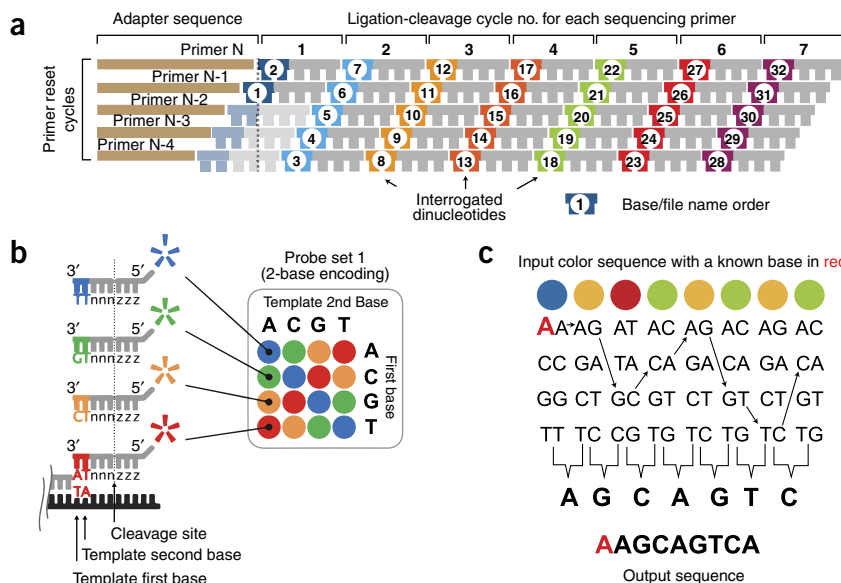 a
Adapter sequence
Ligation-cleavage cycle no. for each sequencing primer
Primer N 1 2 3 4 5 6 7
Primer reset cycles
2 7 12 17 22 27 32
Primer N-1
1 6 11 16 21 26 31
Primer N-2
5 10 15 20 25 30
Primer N-3
4 9 14 19 24 29
Primer N-4
3 8 13 18 23 28
Interrogated
dinucleotides
1 Base/file name order
b
3′ 5′
TTnnnzzz
3′ 5′
GTnnnzzz
3′ 5′
CTnnnzzz
3′ 5′
ATnnnzzz
TA
Cleavage site
Template second base
Template first base
Probe set 1
(2-base encoding)
Template 2nd Base
A C G T
A
C
G
T
First base
c
Input color sequence with a known base in red
AA AG AT AC AG AC AG AC
CC GA TA CA GA CA GA CA
GG CT GC GT CT GT CT GT
TT TC CG TG TC TG TC TG
A G C A G T C
AAGCAGTCA
Output sequence